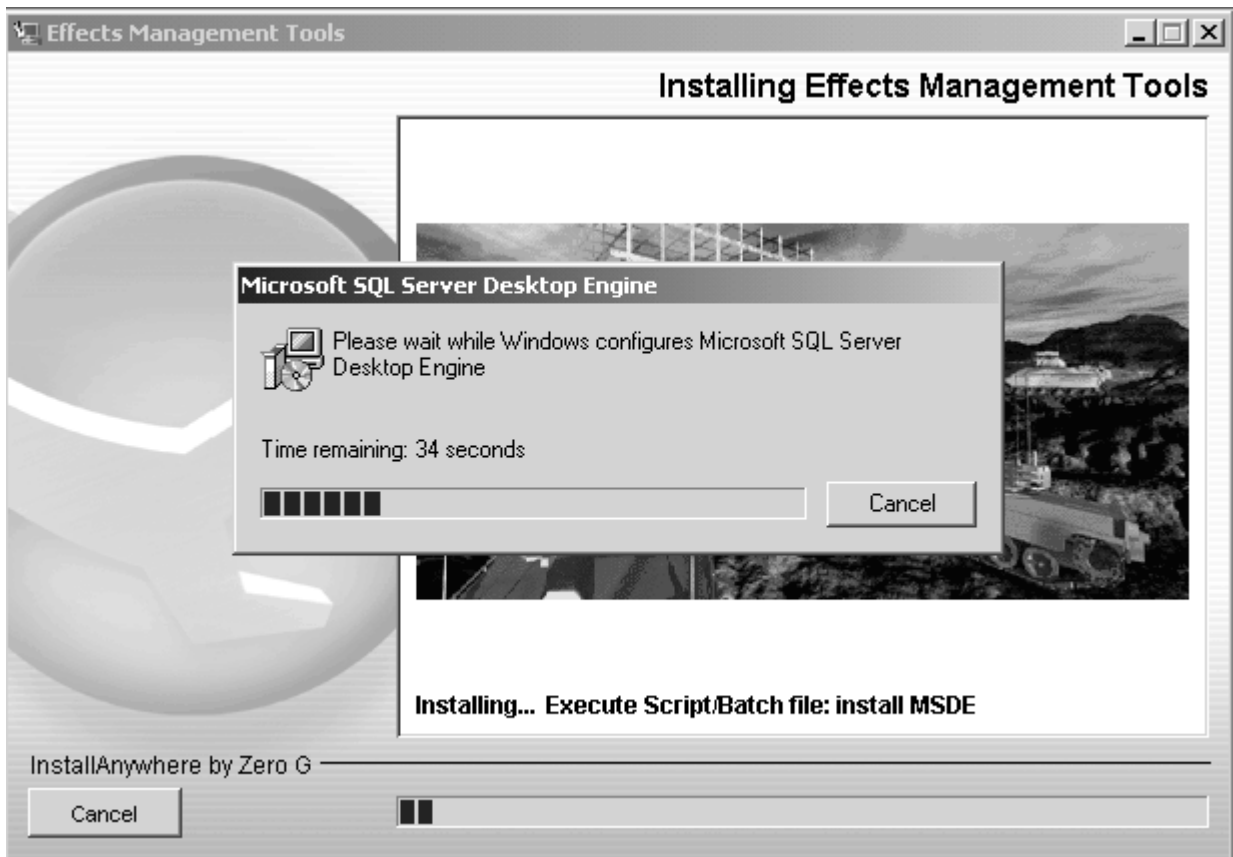 Effects Management Tools
Installing Effects Management Tools
Microsoft SQL Server Desktop Engine
Please wait while Windows configures Microsoft SQL Server
Desktop Engine
Time remaining: 34 seconds
Cancel
Installing... Execute Script/Batch file: install MSDE
InstallAnywhere by Zero G
Cancel